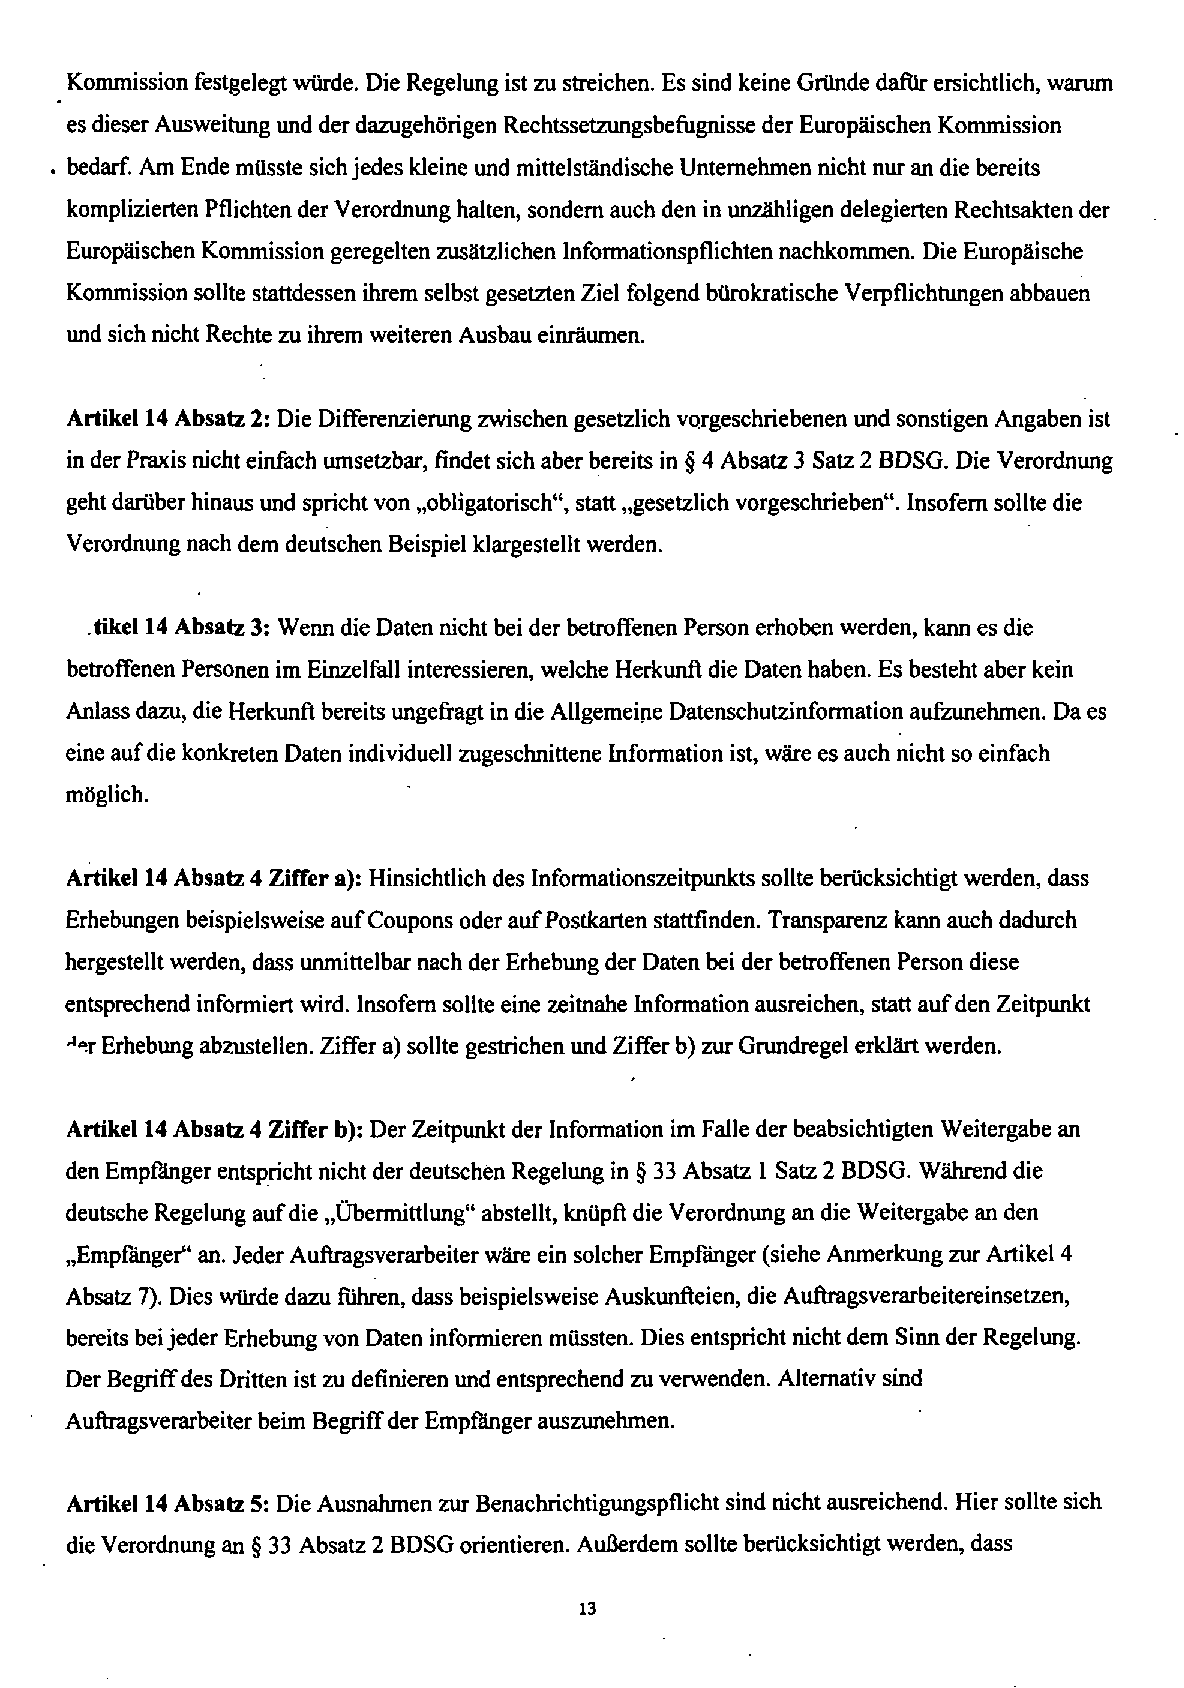 Kommission festgelegt würde. Die Regelung ist zu streichen. Es sind keine Gründe dafür ersichtlich, warum
es dieser Ausweitung und der dazugehörigen Rechtssetzungsbefugnisse der Europäischen Kommission
bedarf. Am Ende müsste sich jedes kleine und mittelständische Unternehmen nicht nur an die bereits
komplizierten Pflichten der Verordnung halten, sondern auch den in unzähligen delegierten Rechtsakten der
Europäischen Kommission geregelten zusätzlichen Informationspflichten nachkommen. Die Europäische
Kommission sollte stattdessen ihrem selbst gesetzten Ziel folgend bürokratische Verpflichtungen abbauen
und sich nicht Rechte zu ihrem weiteren Ausbau einräumen.
Artikel 14 Absatz 2: Die Differenzierung zwischen gesetzlich vorgeschriebenen und sonstigen Angaben ist
in der Praxis nicht einfach umsetzbar, findet sich aber bereits in § 4 Absatz 3 Satz 2 BDSG. Die Verordnung
geht darüber hinaus und spricht von „obligatorisch“, statt „gesetzlich vorgeschrieben“. Insofern sollte die
Verordnung nach dem deutschen Beispiel klargestellt werden.
tikel 14 Absatz 3: Wenn die Daten nicht bei der betroffenen Person erhoben werden, kann es die
betroffenen Personen im Einzelfall interessieren, welche Herkunft die Daten haben. Es besteht aber kein
Anlass dazu, die Herkunft bereits ungefragt in die Allgemeine Datenschutzinformation aufzunehmen. Da es
eine auf die konkreten Daten individuell zugeschnittene Information ist, wäre es auch nicht so einfach
möglich.
Artikel 14 Absatz 4 Ziffer a): Hinsichtlich des Informationszeitpunkts sollte berücksichtigt werden, dass
Erhebungen beispielsweise auf Coupons oder auf Postkarten stattfinden. Transparenz kann auch dadurch
hergestellt werden, dass unmittelbar nach der Erhebung der Daten bei der betroffenen Person diese
entsprechend informiert wird. Insofern sollte eine zeitnahe Information ausreichen, statt auf den Zeitpunkt
der Erhebung abzustellen. Ziffer a) sollte gestrichen und Ziffer b) zur Grundregel erklärt werden.
Artikel 14 Absatz 4 Ziffer b): Der Zeitpunkt der Information im Falle der beabsichtigten Weitergabe an
den Empfänger entspricht nicht der deutschen Regelung in § 33 Absatz 1 Satz 2 BDSG. Während die
deutsche Regelung auf die „Übermittlung“ abstellt, knüpft die Verordnung an die Weitergabe an den
„Empfänger“ an. Jeder Auftragsverarbeiter wäre ein solcher Empfänger (siehe Anmerkung zur Artikel 4
Absatz 7). Dies würde dazu führen, dass beispielsweise Auskunfteien, die Auftragsverarbeitereinsetzen,
bereits bei jeder Erhebung von Daten informieren müssten. Dies entspricht nicht dem Sinn der Regelung.
Der Begriff des Dritten ist zu definieren und entsprechend zu verwenden. Alternativ sind
Auftragsverarbeiter beim Begriff der Empfänger auszunehmen.
Artikel 14 Absatz 5: Die Ausnahmen zur Benachrichtigungspflicht sind nicht ausreichend. Hier sollte sich
die Verordnung an § 33 Absatz 2 BDSG orientieren. Außerdem sollte berücksichtigt werden, dass
13